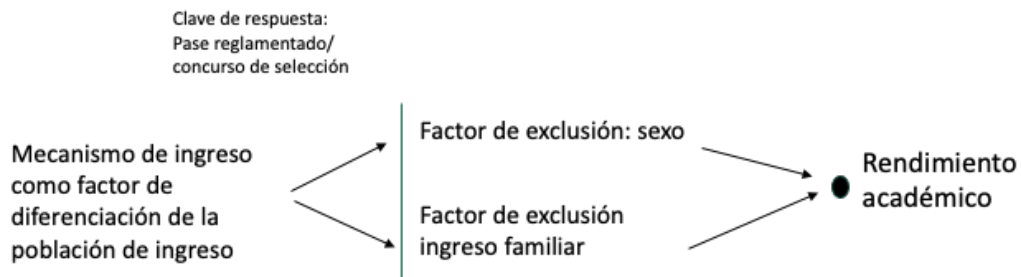 Clave de respuesta:
Pase reglamentado/
concurso de selección
Mecanismo de ingreso
como factor de
diferenciación de la
población de ingreso
Factor de exclusión: sexo
Factor de exclusión
ingreso familiar
Rendimiento
académico